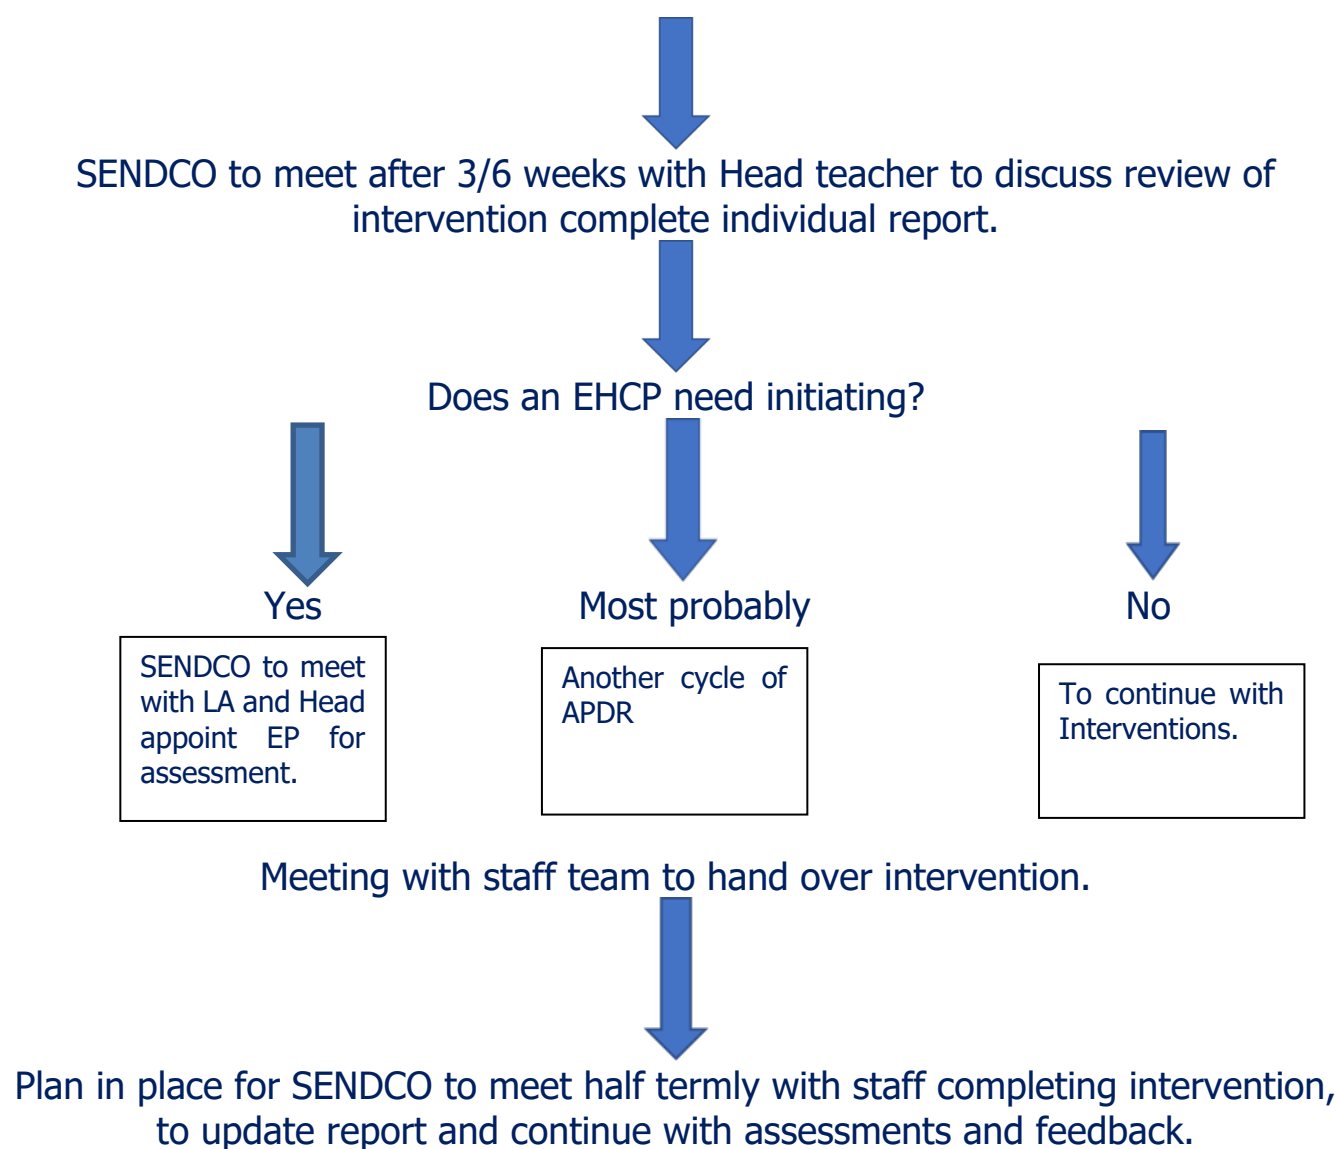 SENDCO to meet after 3/6 weeks with Head teacher to discuss review of
intervention complete individual report.
Does an EHCP need initiating?
Yes
SENDCO to meet
with LA and Head
appoint EP for
assessment.
Most probably
Another cycle of
APDR
No
To continue with
Interventions.
Meeting with staff team to hand over intervention.
Plan in place for SENDCO to meet half termly with staff completing intervention,
to update report and continue with assessments and feedback.